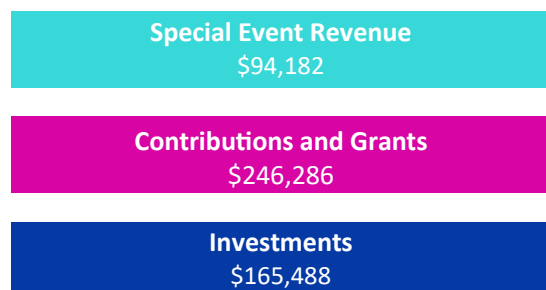 Special Event Revenue
$94,182
Contributions and Grants
$246,286
Investments
$165,488